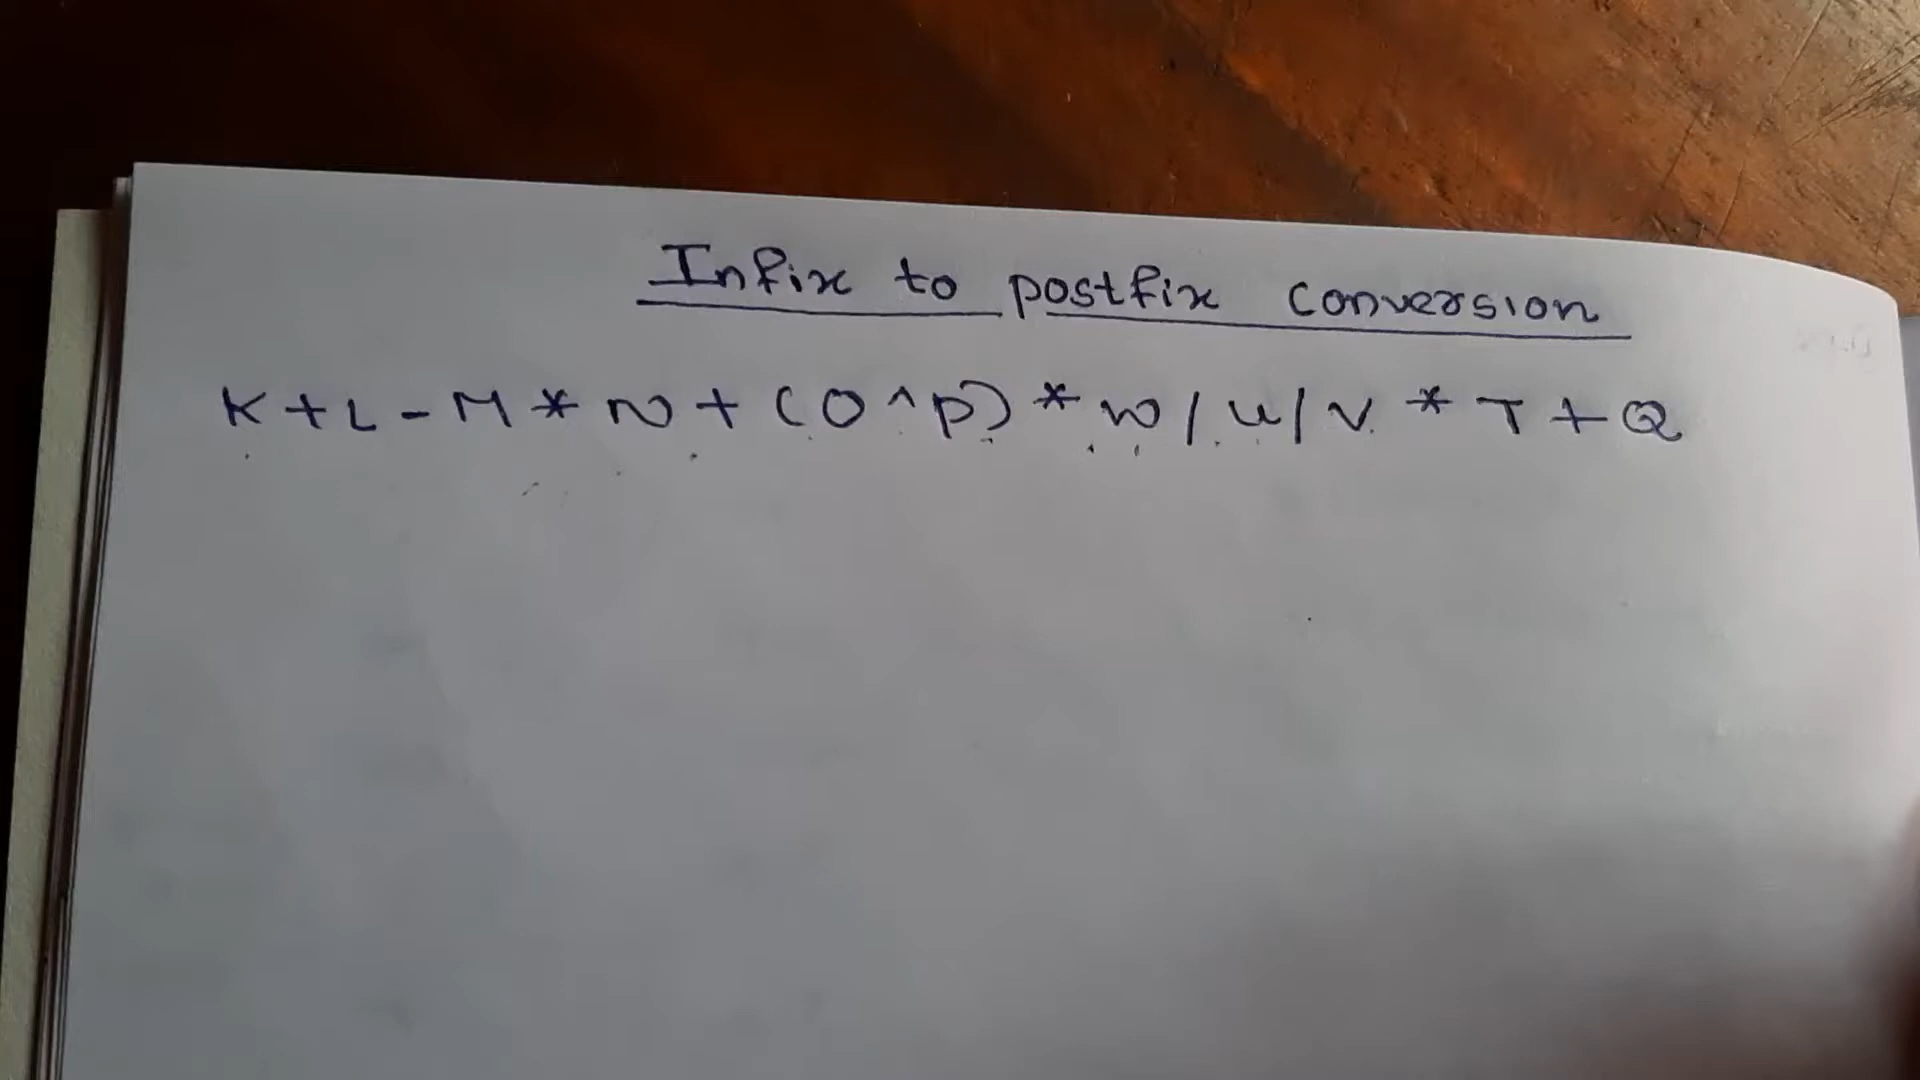 Infix to postfix conversion
K + L - M * N + (O ^ P) * W / U / V * T + Q